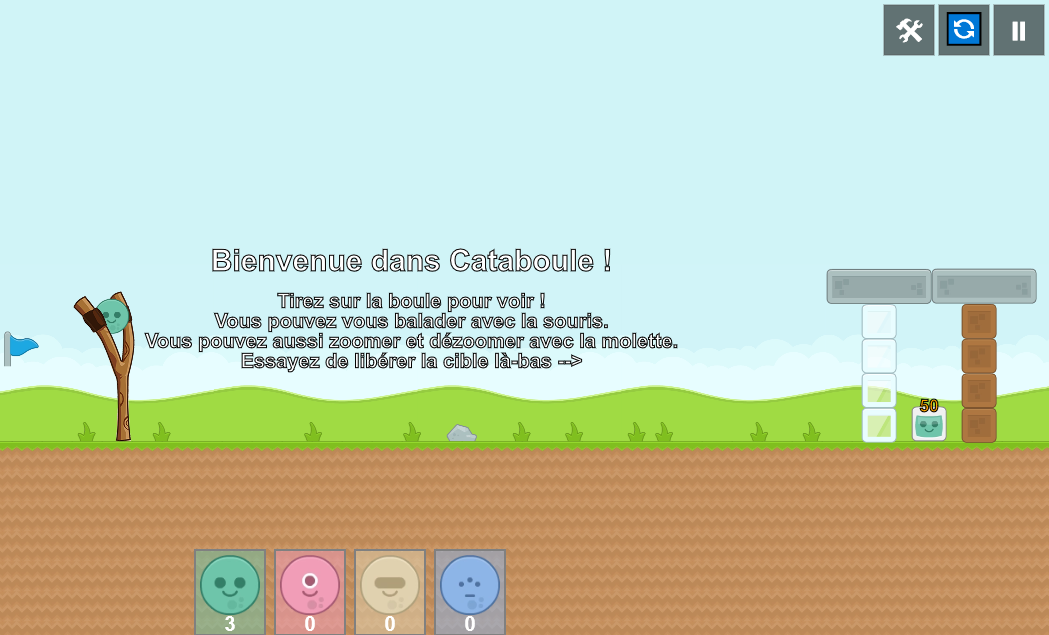 Bienvenue dans Cataboule !
Tirez sur la boule pour voir !
Vous pouvez vous balader avec la souris.
Vous pouvez aussi zoomer et dézoomer avec la molette.
Essayez de libérer la cible là-bas -->
50
3 0 0 0